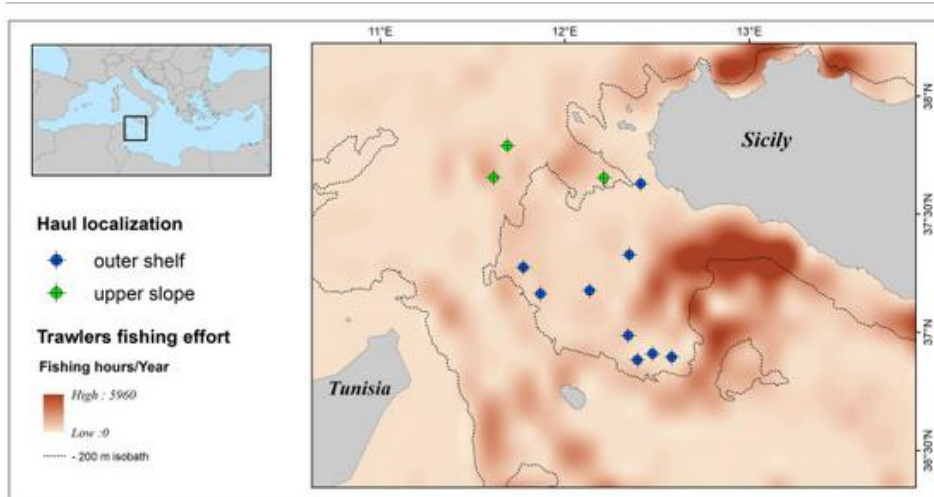 11°E 12°E 13°E
38°N
Sicily
37°30'N
Haul localization
outer shelf
upper slope
37°N
Trawlers fishing effort
Fishing hours/Year
High : 5960
Tunisia
Low :0
- 200 m isobath
36°30'N